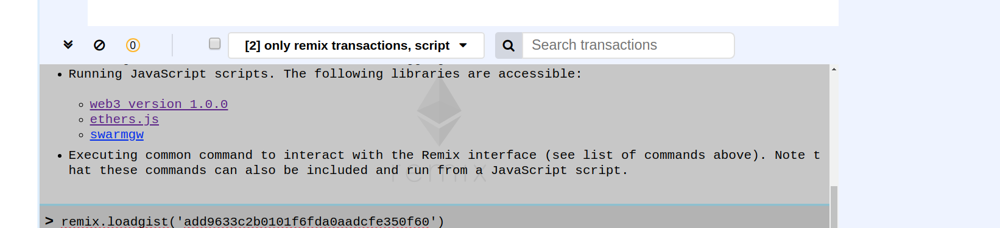 0
[2] only remix transactions, script
Search transactions
Running JavaScript scripts. The following libraries are accessible:
web3 version 1.0.0
ethers.js
swarmgw
Executing common command to interact with the Remix interface (see list of commands above). Note t
hat these commands can also be included and run from a JavaScript script.
remix
> remix.loadgist('add9633c2b0101f6fda0aadcfe350f60')